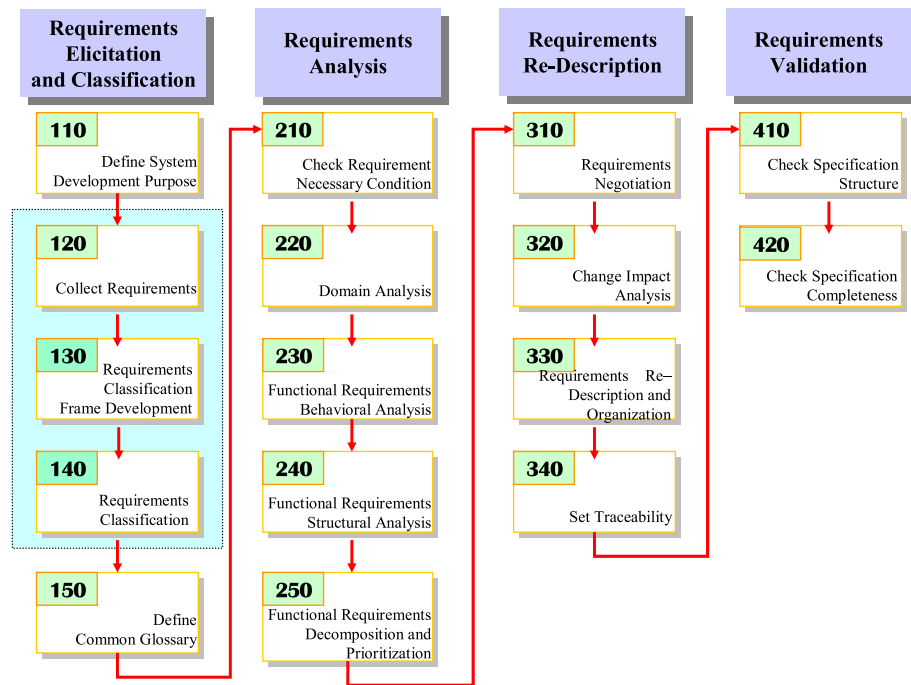 Requirements
Elicitation
and Classification
110
Define System
Development Purpose
120
Collect Requirements
130
Requirements
Classification
Frame Development
140
Requirements
Classification
150
Define
Common Glossary
Requirements
Analysis
210
Check Requirement
Necessary Condition
220
Domain Analysis
230
Functional Requirements
Behavioral Analysis
240
Functional Requirements
Structural Analysis
250
Functional Requirements
Decomposition and
Prioritization
Requirements
Re-Description
310
Requirements
Negotiation
320
Change Impact
Analysis
330
Requirements Re-
Description and
Organization
340
Set Traceability
Requirements
Validation
410
Check Specification
Structure
420
Check Specification
Completeness